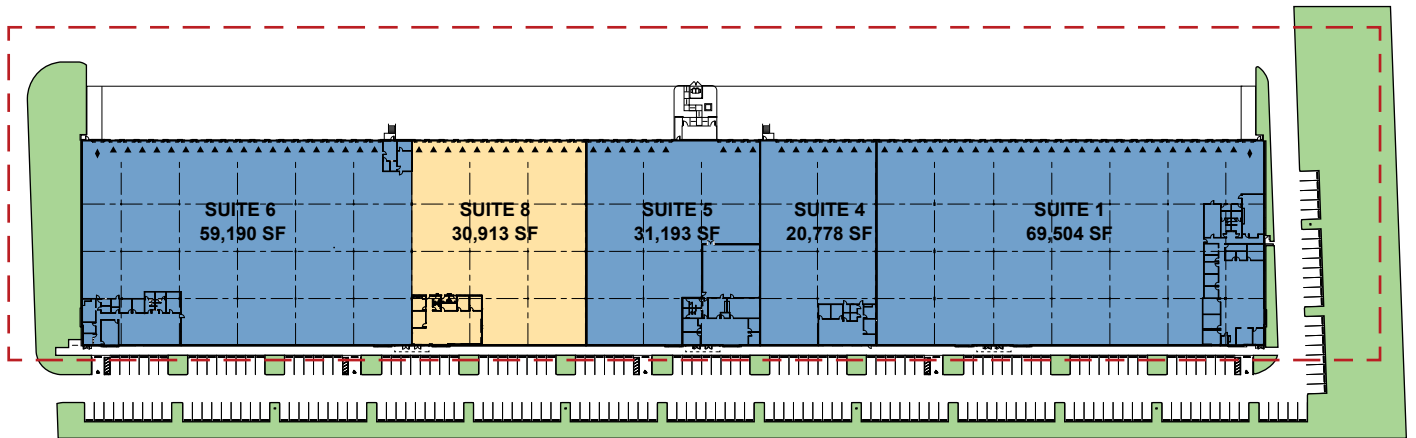 SUITE 6
59,190 SF
SUITE 8
30,913 SF
SUITE 5
31,193 SF
SUITE 4
20,778 SF
SUITE 1
69,504 SF